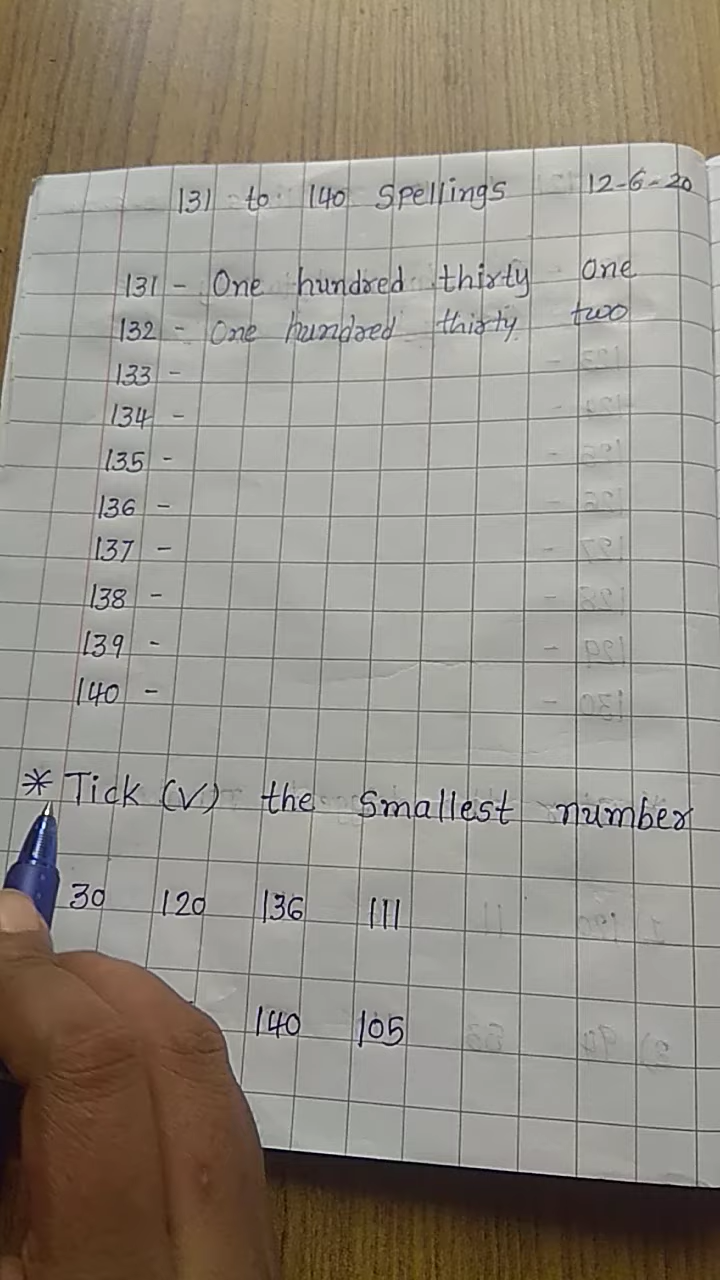 131 to 140 Spellings 12-6-20
131 - One hundred thirty one
132 - One hundred thirty two
133 -
134 -
135 -
136 -
137 -
138 -
139 -
140 -
* Tick (V) the smallest number
30 120 136 111
140 105